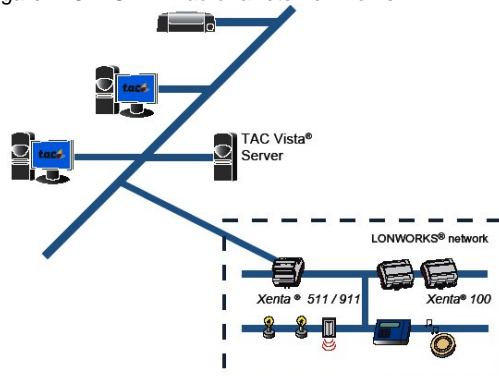 tac
TAC Vista®
tac
Server
LONWORKS® network
Xenta ® 511 / 911
Xenta® 100